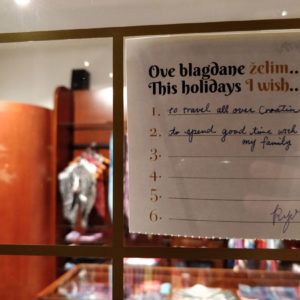 Ove blagdane želim..
This holidays I wish..
1. to travel all over Croatia
2. to spend good time with
my family
3.
4.
5.
6.